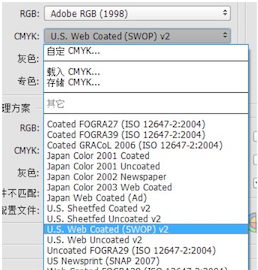 RGB: Adobe RGB (1998)
CMYK: U.S. Web Coated (SWOP) v2
灰色: 自定 CMYK...
专色: 载入 CMYK...
存储 CMYK...
其它
理方案
Coated FOGRA27 (ISO 12647-2:2004)
RGB: Coated FOGRA39 (ISO 12647-2:2004)
Coated GRACoL 2006 (ISO 12647-2:2004)
CMYK: Japan Color 2001 Coated
Japan Color 2001 Uncoated
灰色: Japan Color 2002 Newspaper
Japan Color 2003 Web Coated
件不匹配: Japan Web Coated (Ad)
U.S. Sheetfed Coated v2
配置文件: U.S. Sheetfed Uncoated v2
U.S. Web Coated (SWOP) v2
U.S. Web Uncoated v2
Uncoated FOGRA29 (ISO 12647-2:2004)
US Newsprint (SNAP 2007)